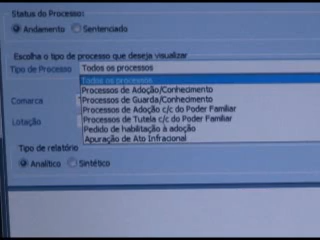 Status do Processo:
Andamento Sentenciado
Escolha o tipo de processo que deseja visualizar
Tipo de Processo Todos os processos
Todos os processos
Processos de Adoção/Conhecimento
Comarca Processos de Guarda/Conhecimento
Processos de Adoção c/c do Poder Familiar
Lotação Processos de Tutela c/c do Poder Familiar
Pedido de habilitação à adoção
Apuração de Ato Infracional
Tipo de relatório
Analítico Sintético